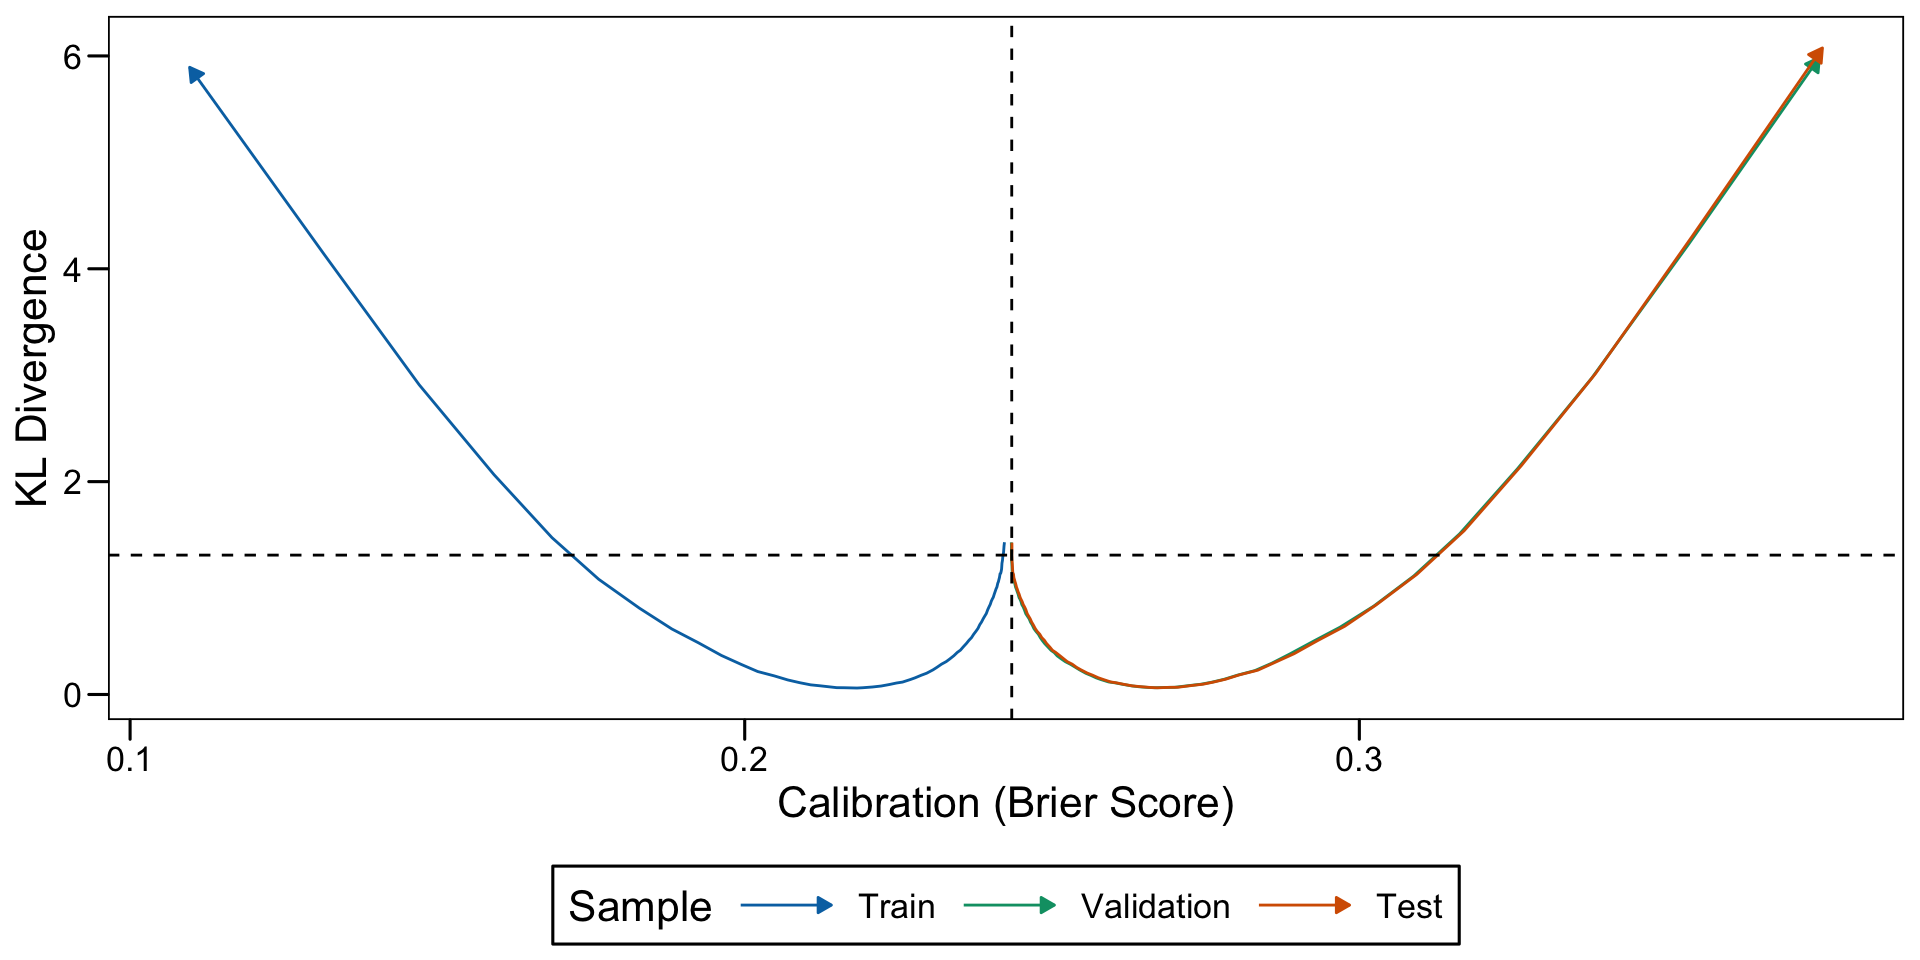 6
4
2
0
KL Divergence
0.1
0.2
0.3
Calibration (Brier Score)
Sample
Train
Validation
Test